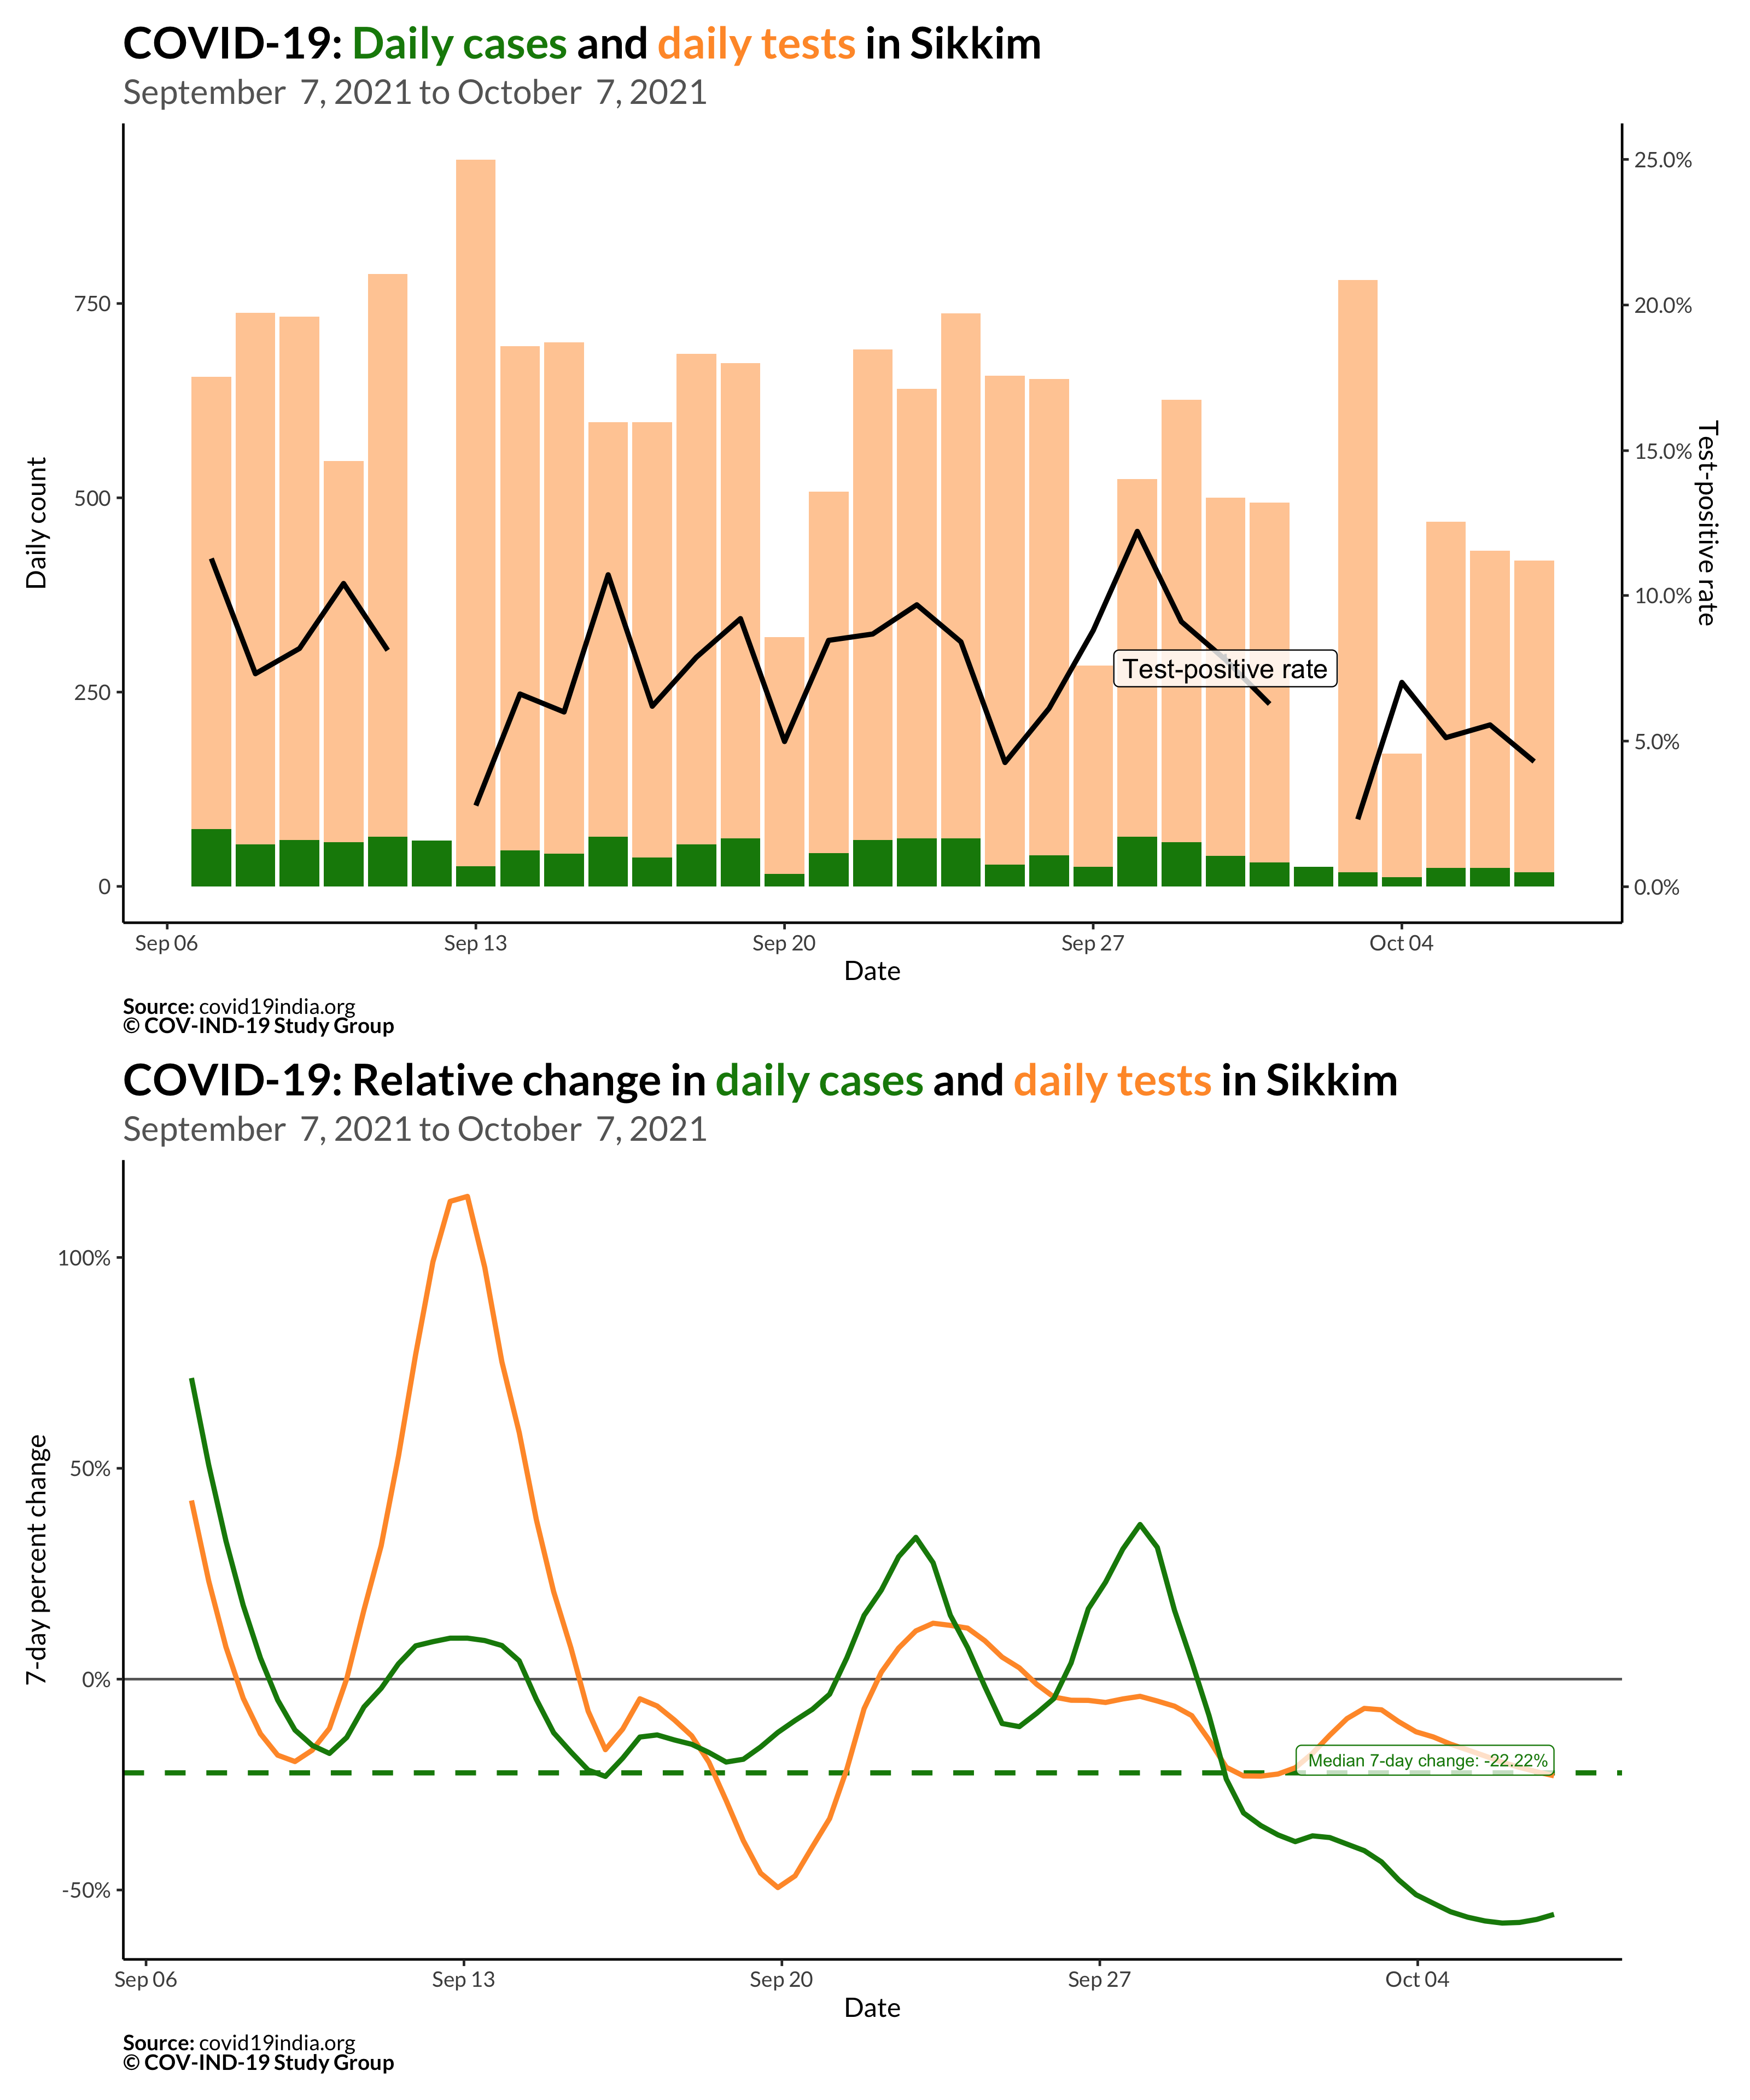 COVID-19: Daily cases and daily tests in Sikkim
September 7, 2021 to October 7, 2021
25.0%
20.0%
750
15.0%
500
10.0%
250
5.0%
0
0.0%
Daily count
Test-positive rate
Test-positive rate
Sep 06
Sep 13
Sep 20
Sep 27
Oct 04
Date
Source: covid19india.org
© COV-IND-19 Study Group
COVID-19: Relative change in daily cases and daily tests in Sikkim
September 7, 2021 to October 7, 2021
100%
50%
0%
-50%
7-day percent change
Median 7-day change: -22.22%
Sep 06
Sep 13
Sep 20
Sep 27
Oct 04
Date
Source: covid19india.org
© COV-IND-19 Study Group